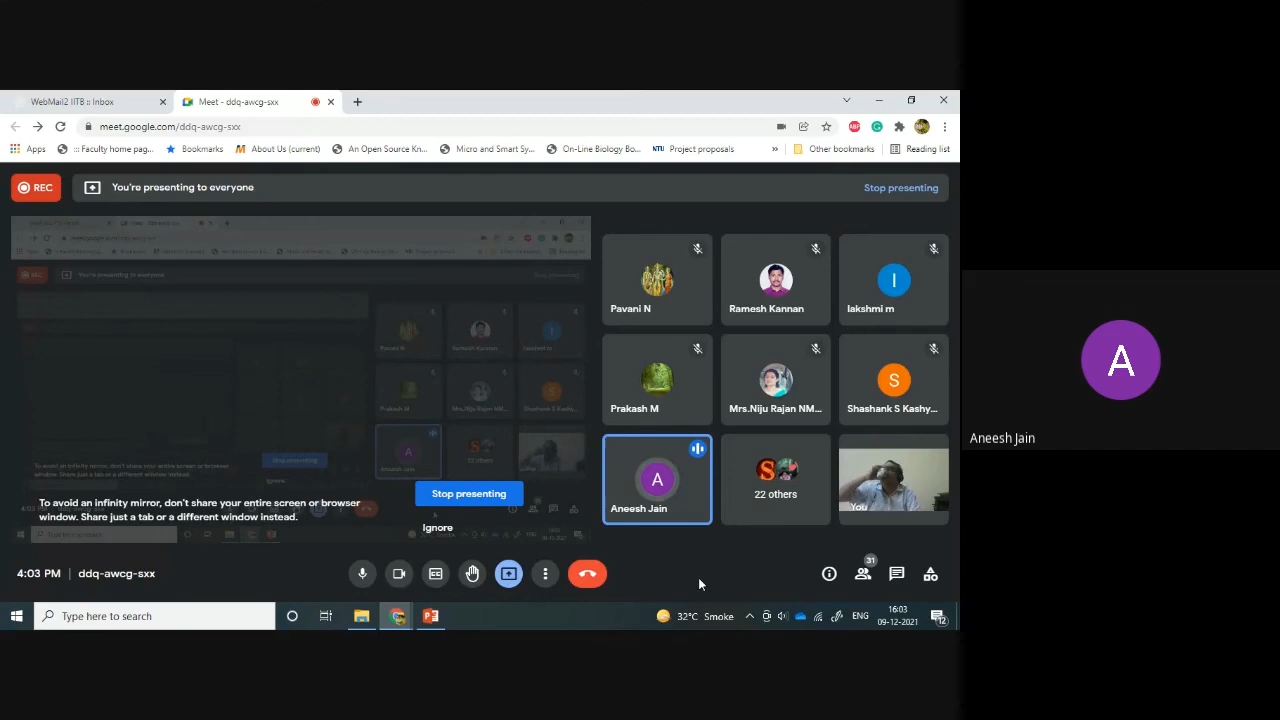 WebMail2 IITB :: Inbox
Meet - ddq-awcg-sxx
meet.google.com/ddq-awcg-sxx
ABP
Apps
::: Faculty home pag...
Bookmarks
About Us (current)
An Open Source Kn...
Micro and Smart Sy...
On-Line Biology Bo...
NTU Project proposals
»
Other bookmarks
Reading list
REC
You're presenting to everyone
Stop presenting
Pavani N
Ramesh Kannan
l
lakshmi m
Prakash M
Mrs.Niju Rajan NM...
S
Shashank S Kashy...
A
Aneesh Jain
S
22 others
You
A
Aneesh Jain
To avoid an infinity mirror, don't share your entire screen or browser
window. Share just a tab or a different window instead.
Stop presenting
Ignore
4:03 PM | ddq-awcg-sxx
31
Type here to search
32°C Smoke
ENG
16:03
09-12-2021
12